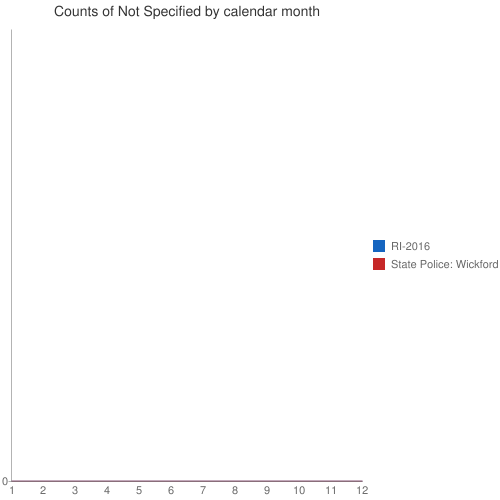 Counts of Not Specified by calendar month
RI-2016
State Police: Wickford
0
1 2 3 4 5 6 7 8 9 10 11 12